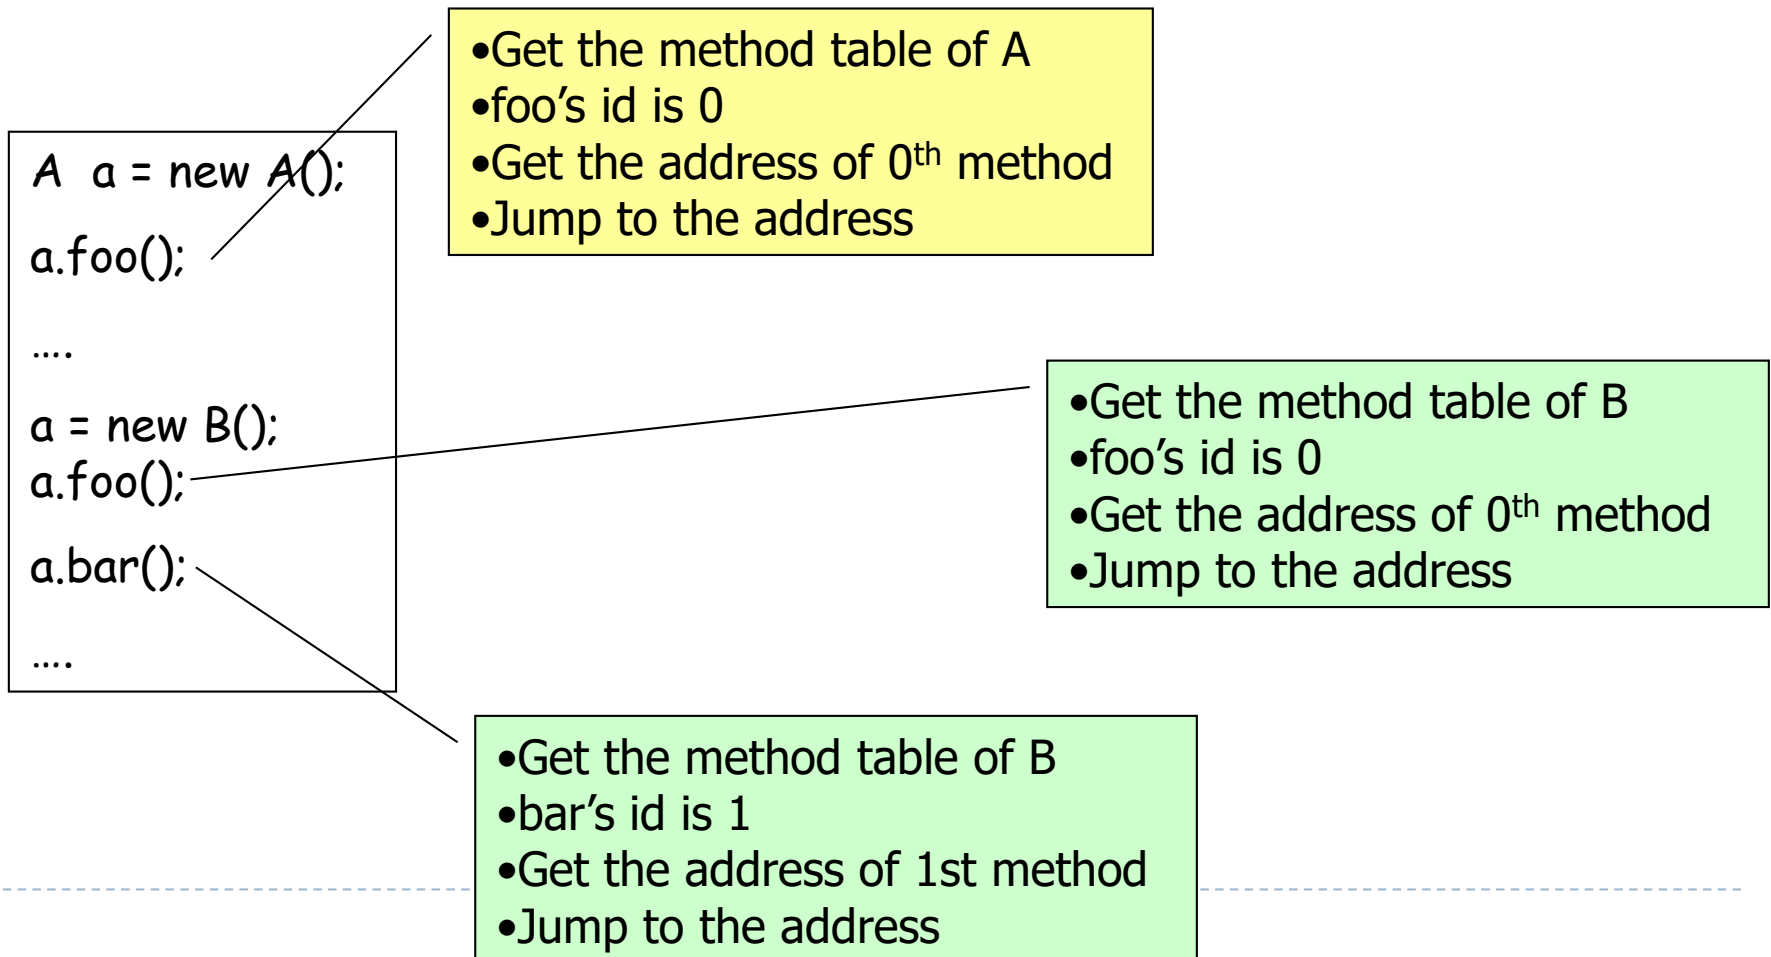 A a = new A();
a.foo();
....
a = new B();
a.foo();
a.bar();
....
•Get the method table of A
•foo’s id is 0
•Get the address of 0th method
•Jump to the address
•Get the method table of B
•foo’s id is 0
•Get the address of 0th method
•Jump to the address
•Get the method table of B
•bar’s id is 1
•Get the address of 1st method
•Jump to the address